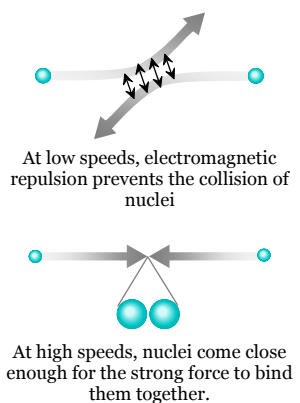 At low speeds, electromagnetic
repulsion prevents the collision of
nuclei
At high speeds, nuclei come close
enough for the strong force to bind
them together.